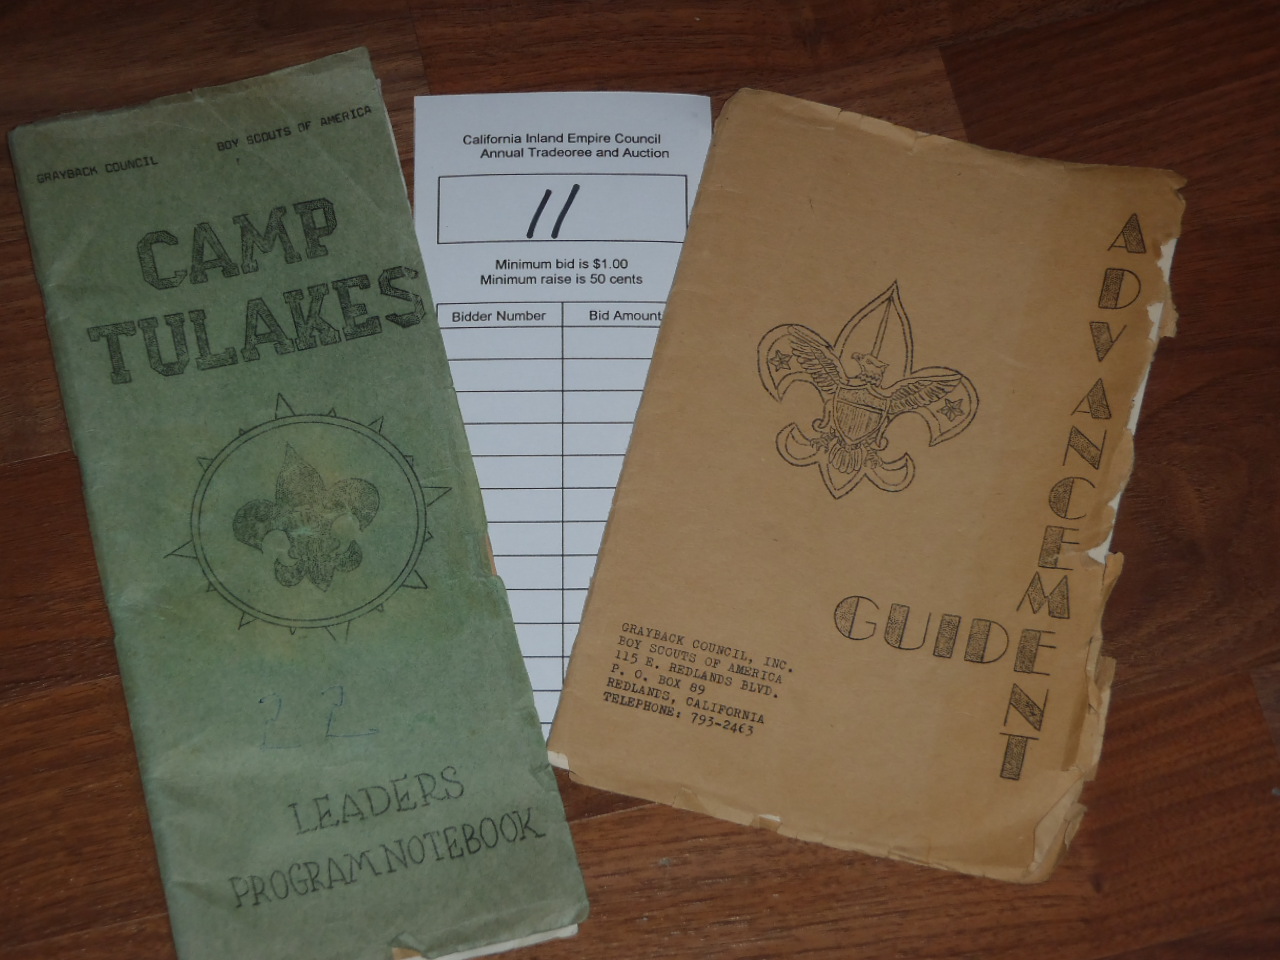 GRAYBACK COUNCIL BOY SCOUTS OF AMERICA
CAMP
TULAKES
22
LEADERS
PROGRAM NOTEBOOK
California Inland Empire Council
Annual Tradeoree and Auction
11
Minimum bid is $1.00
Minimum raise is 50 cents
Bidder Number Bid Amount
ADVANCEMENT
GUIDE
GRAYBACK COUNCIL, INC.
BOY SCOUTS OF AMERICA
115 E. REDLANDS BLVD.
P. O. BOX 89
REDLANDS, CALIFORNIA
TELEPHONE: 793-2463